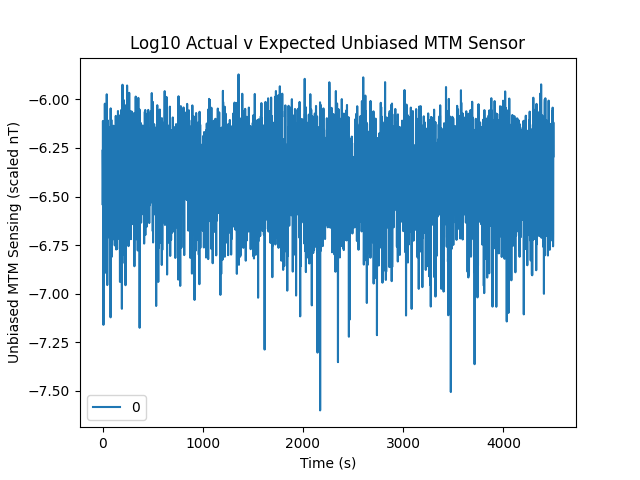 Log10 Actual v Expected Unbiased MTM Sensor
Unbiased MTM Sensing (scaled nT)
−6.00
−6.25
−6.50
−6.75
−7.00
−7.25
−7.50
0
0 1000 2000 3000 4000
Time (s)